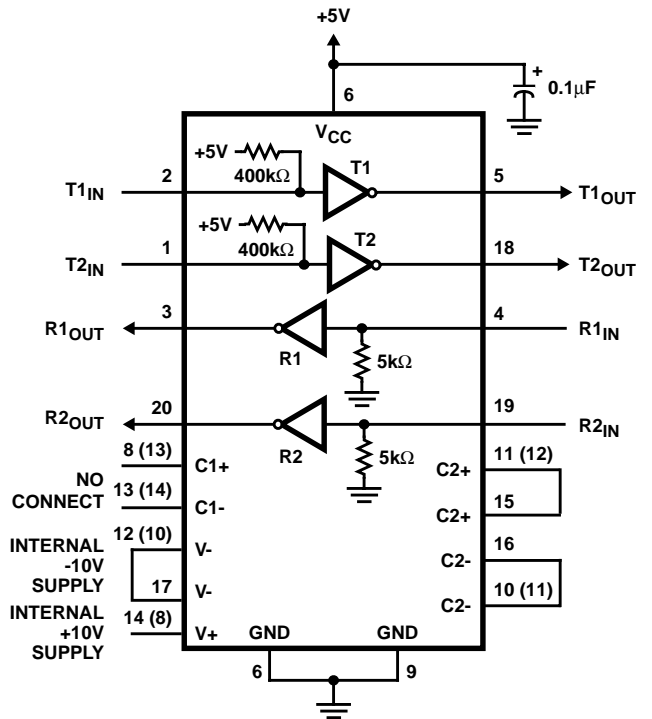 +5V
6
+
0.1µF
VCC
+5V
400kΩ
T1
T1IN
2
5
T1OUT
+5V
400kΩ
T2
T2IN
1
18
T2OUT
R1OUT
3
R1
5kΩ
4
R1IN
R2OUT
20
R2
5kΩ
19
R2IN
NO
CONNECT
8 (13)
C1+
13 (14)
C1-
INTERNAL
-10V
SUPPLY
12 (10)
V-
17
V-
INTERNAL
+10V
SUPPLY
14 (8)
V+
C2+
11 (12)
C2+
15
C2-
16
C2-
10 (11)
GND
GND
6
9